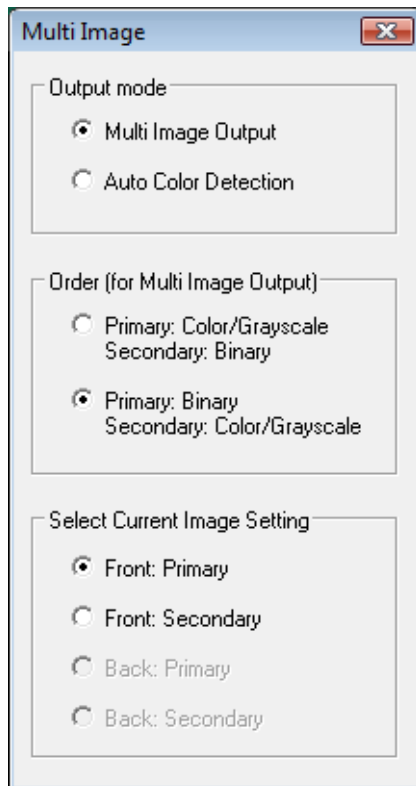 Multi Image
Output mode
Multi Image Output
Auto Color Detection
Order (for Multi Image Output)
Primary: Color/Grayscale
Secondary: Binary
Primary: Binary
Secondary: Color/Grayscale
Select Current Image Setting
Front: Primary
Front: Secondary
Back: Primary
Back: Secondary